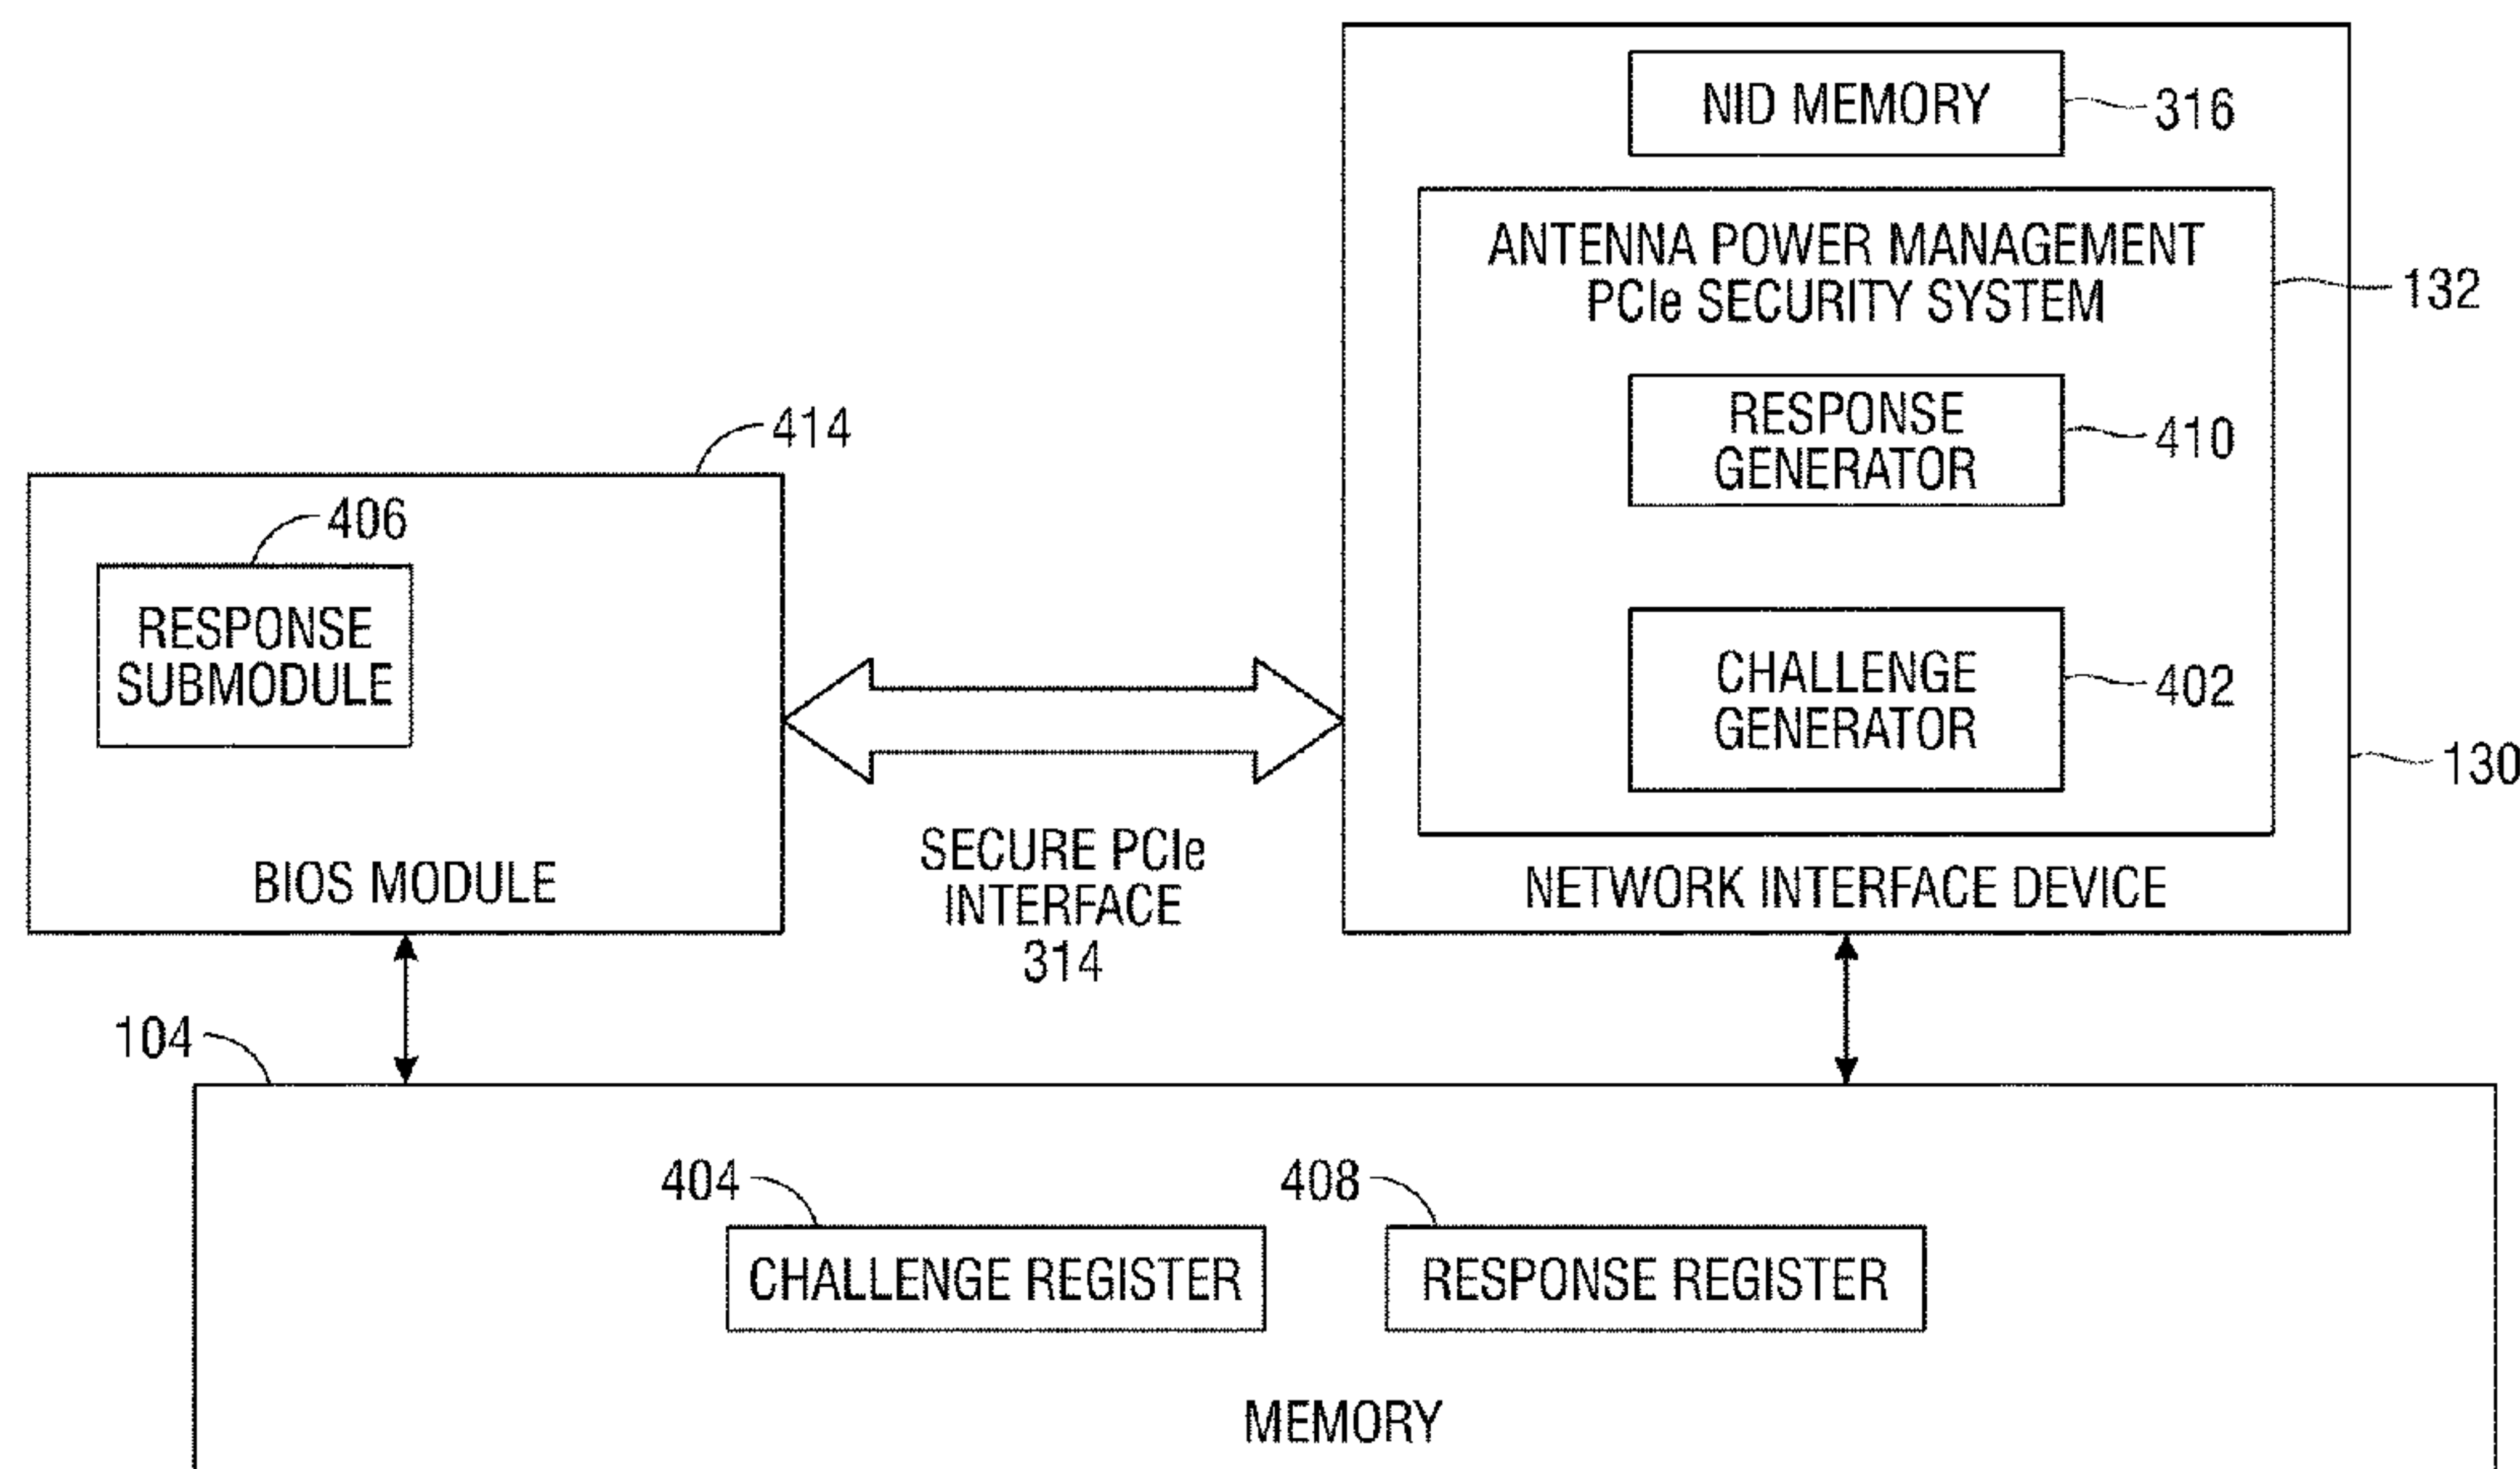 NID MEMORY
316
ANTENNA POWER MANAGEMENT
PCIe SECURITY SYSTEM
132
RESPONSE
GENERATOR
410
414
406
RESPONSE
SUBMODULE
CHALLENGE
GENERATOR
402
130
BIOS MODULE
SECURE PCIe
INTERFACE
314
NETWORK INTERFACE DEVICE
104
404
408
CHALLENGE REGISTER
RESPONSE REGISTER
MEMORY